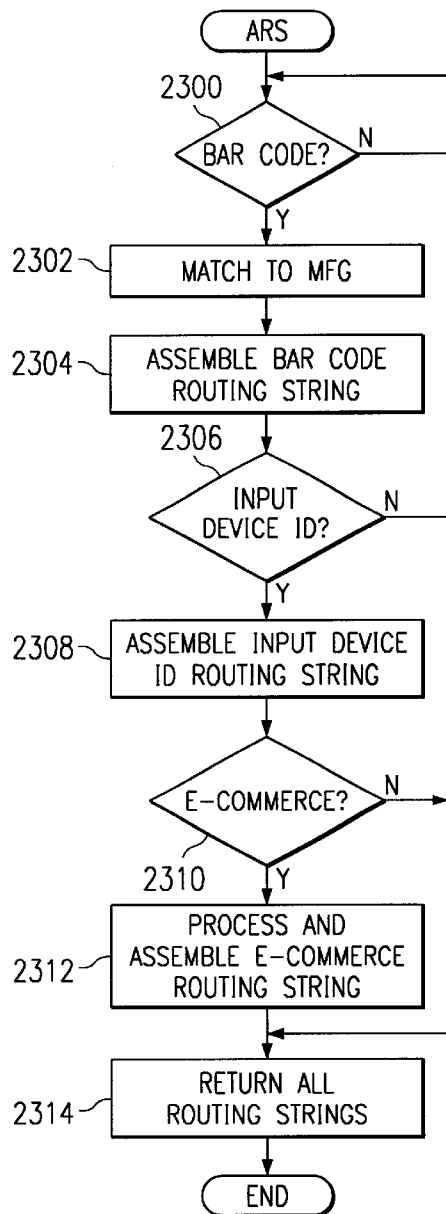 ARS
2300
BAR CODE?
N
Y
2302
MATCH TO MFG
2304
ASSEMBLE BAR CODE
ROUTING STRING
2306
INPUT
DEVICE ID?
N
Y
2308
ASSEMBLE INPUT DEVICE
ID ROUTING STRING
E-COMMERCE?
N
2310
Y
2312
PROCESS AND
ASSEMBLE E-COMMERCE
ROUTING STRING
2314
RETURN ALL
ROUTING STRINGS
END